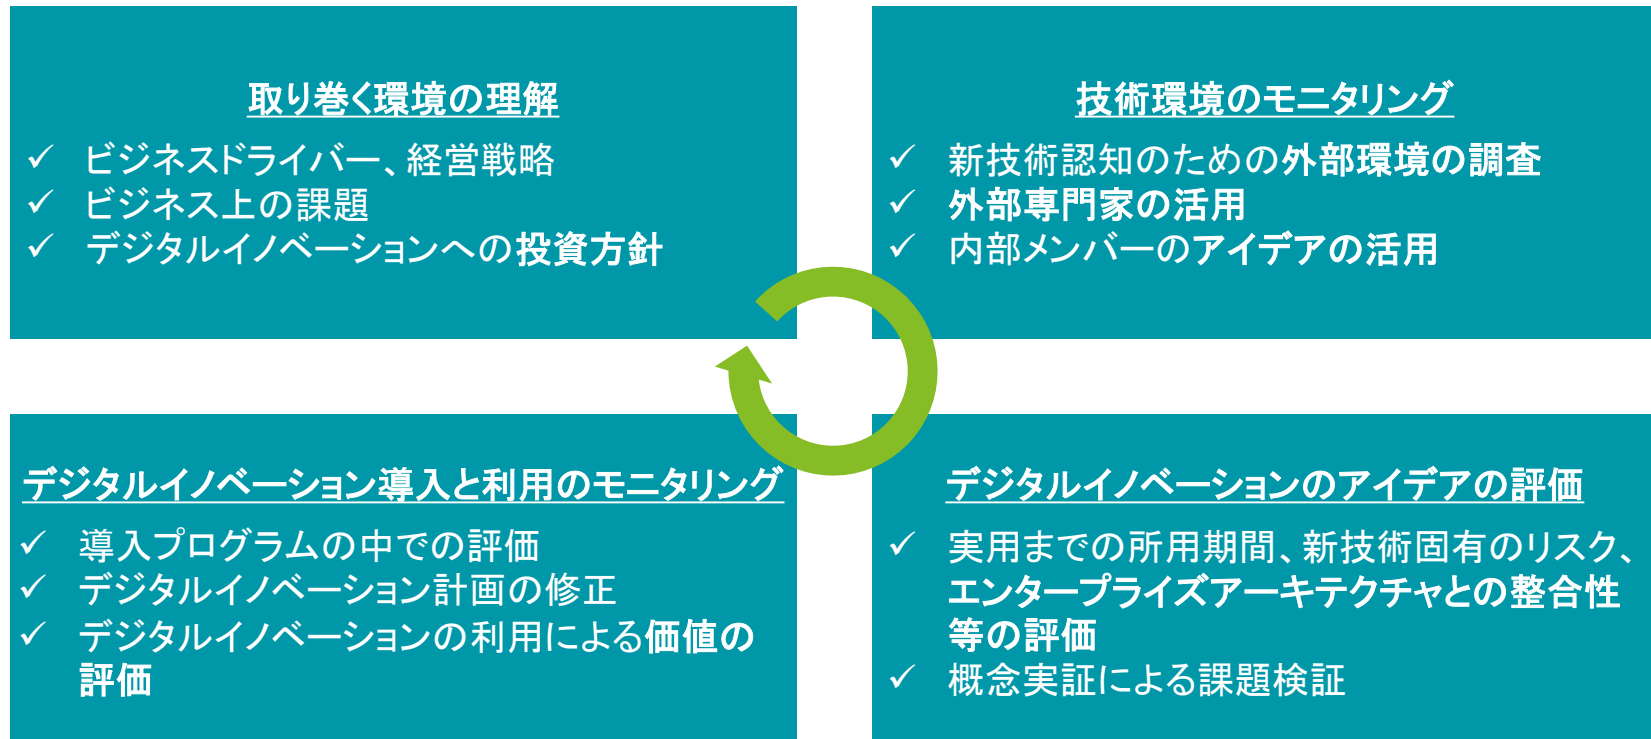 取り巻く環境の理解
✓ ビジネスドライバー、経営戦略
✓ ビジネス上の課題
✓ デジタルイノベーションへの投資方針
技術環境のモニタリング
✓ 新技術認知のための外部環境の調査
✓ 外部専門家の活用
✓ 内部メンバーのアイデアの活用
デジタルイノベーション導入と利用のモニタリング
✓ 導入プログラムの中での評価
✓ デジタルイノベーション計画の修正
✓ デジタルイノベーションの利用による価値の
評価
デジタルイノベーションのアイデアの評価
✓ 実用までの所用期間、新技術固有のリスク、
エンタープライズアーキテクチャとの整合性
等の評価
✓ 概念実証による課題検証